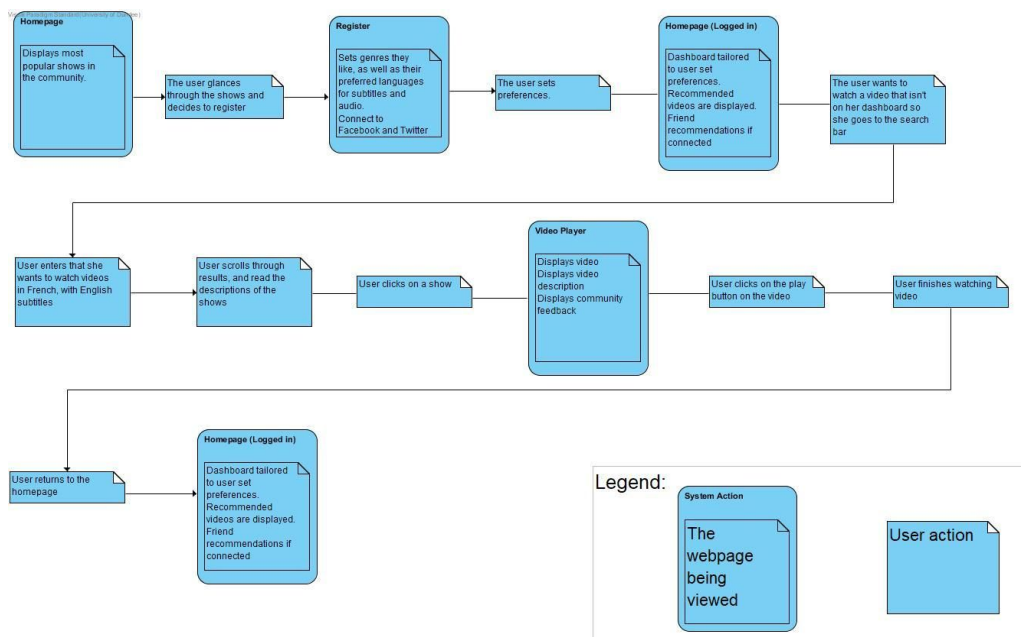 Visual Paradigm Standard(University of Dundee)
Homepage
Displays most
popular shows in
the community.
The user glances
through the shows and
decides to register
Register
Sets genres they
like, as well as their
preferred languages
for subtitles and
audio.
Connect to
Facebook and Twitter
The user sets
preferences.
Homepage (Logged in)
Dashboard tailored
to user set
preferences.
Recommended
videos are displayed.
Friend
recommendations if
connected
The user wants to
watch a video that isn't
on her dashboard so
she goes to the search
bar
User enters that she
wants to watch videos
in French, with English
subtitles
User scrolls through
results, and read the
descriptions of the
shows
User clicks on a show
Video Player
Displays video
Displays video
description
Displays community
feedback
User clicks on the play
button on the video
User finishes watching
video
User returns to the
homepage
Homepage (Logged in)
Dashboard tailored
to user set
preferences.
Recommended
videos are displayed.
Friend
recommendations if
connected
Legend:
System Action
The
webpage
being
viewed
User action